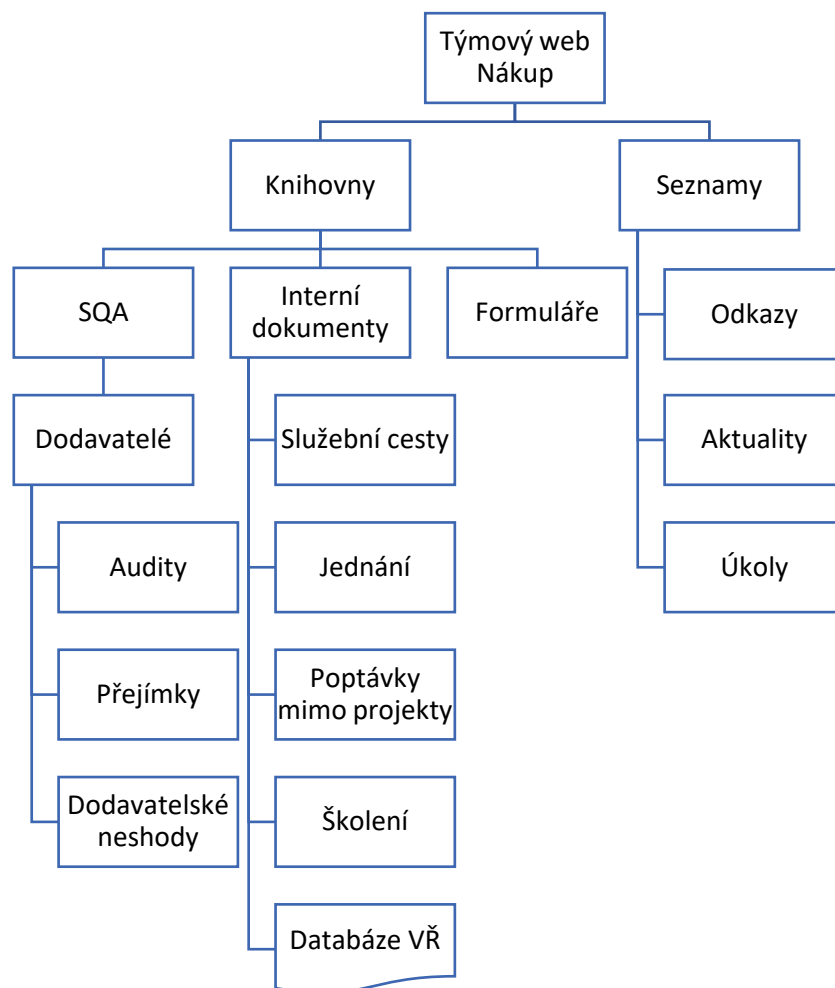 Týmový web
Nákup
Knihovny
Seznamy
SQA
Interní
dokumenty
Formuláře
Odkazy
Dodavatelé
Služební cesty
Aktuality
Audity
Jednání
Úkoly
Přejímky
Poptávky
mimo projekty
Dodavatelské
neshody
Školení
Databáze VŘ